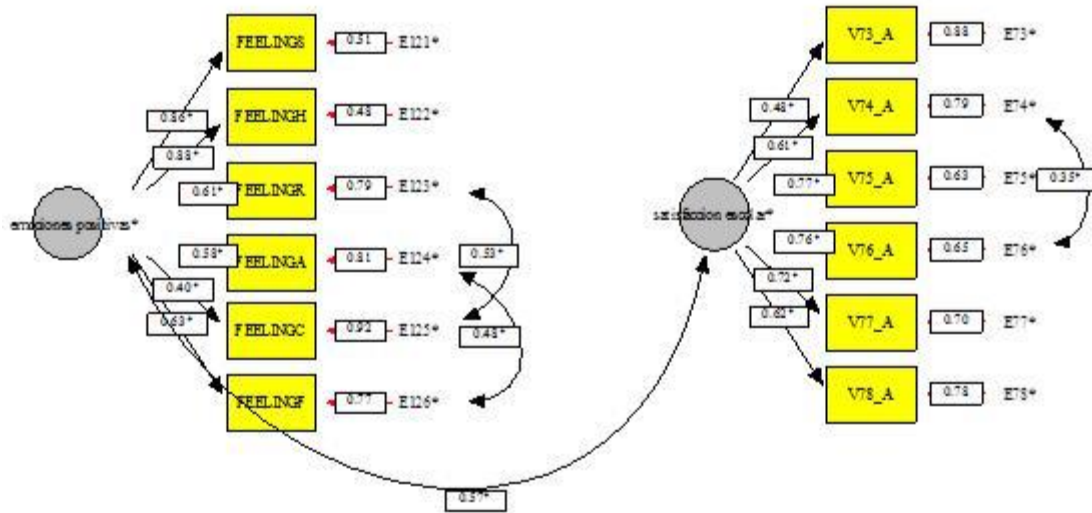 FEELINGS 0.51 E121*
0.86*
FEELINGH 0.48 E122*
0.88*
FEELINGR 0.79 E123*
0.61*
emociones positivas*
FEELINGA 0.81 E124*
0.58*
0.53*
0.40*
FEELINGC 0.92 E125*
0.63*
0.48*
FEELINGF 0.77 E126*
0.57*
V73_A 0.88 E73*
0.48*
V74_A 0.79 E74*
0.61*
V75_A 0.63 E75*
0.77*
0.35*
satisfaccion escolar*
V76_A 0.65 E76*
0.76*
0.72*
V77_A 0.70 E77*
0.62*
V78_A 0.78 E78*